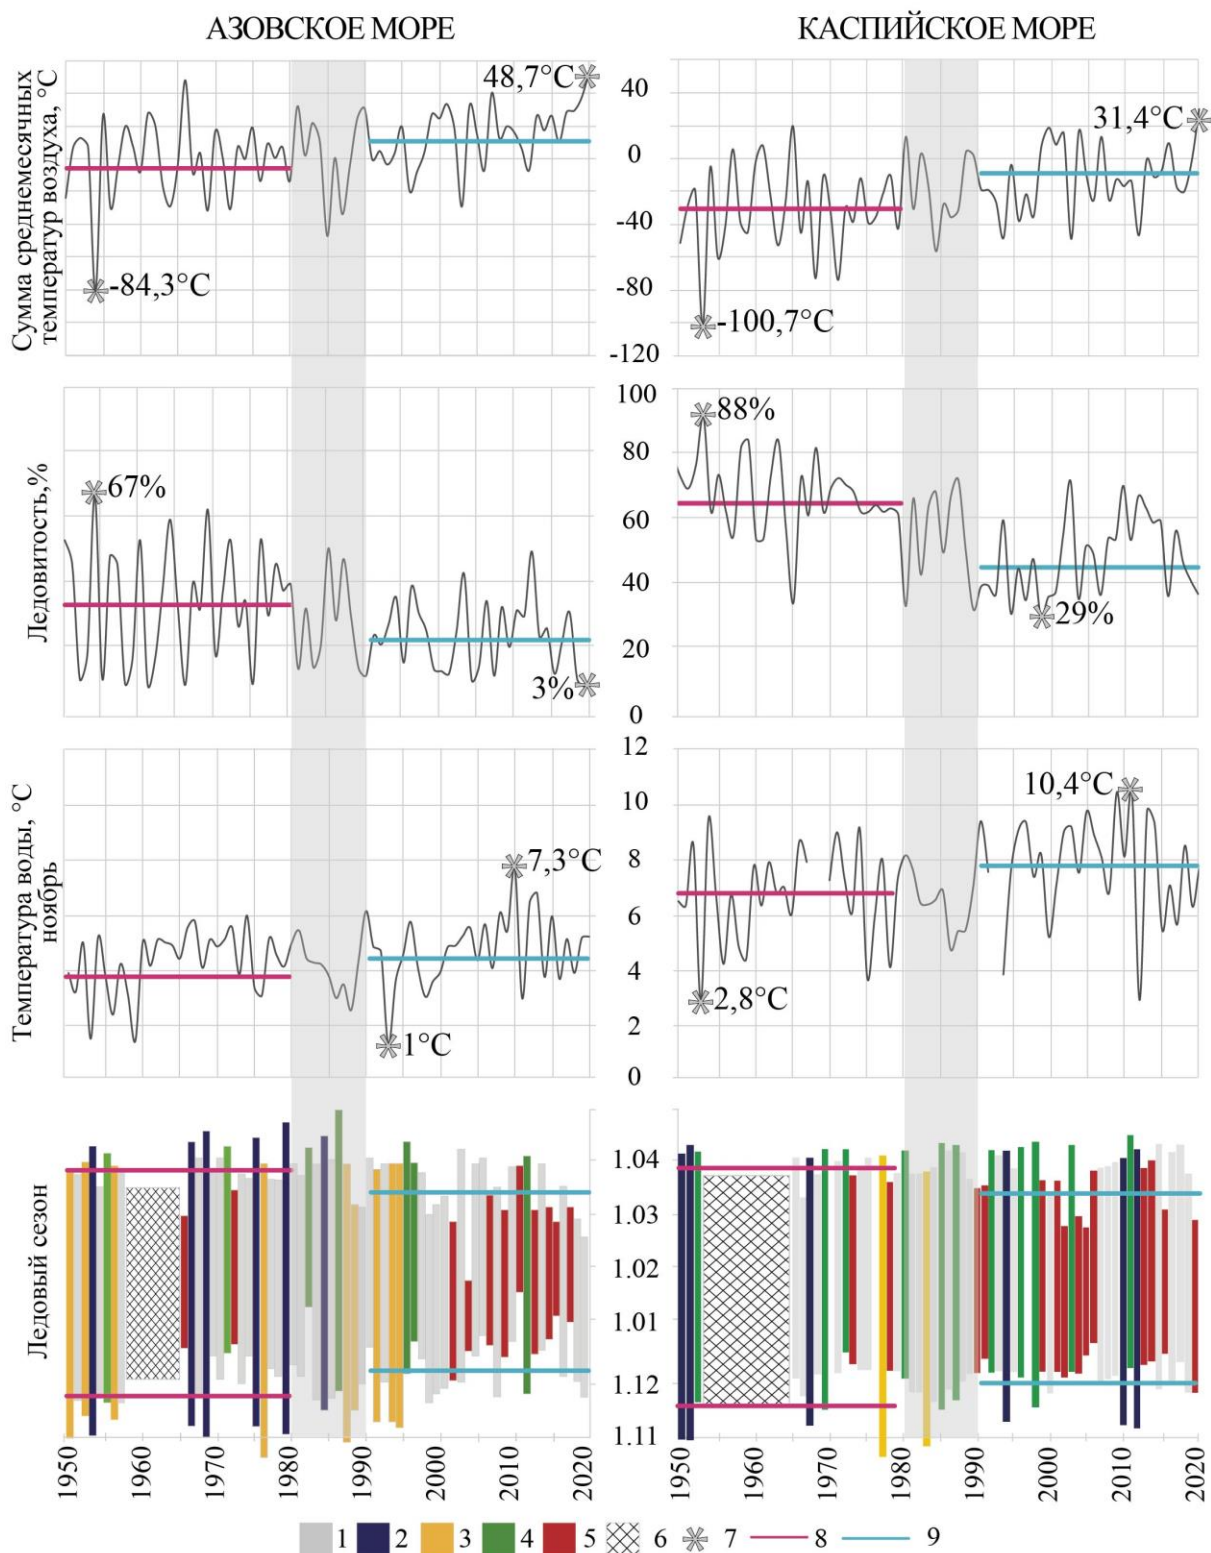 АЗОВСКОЕ МОРЕ
КАСПИЙСКОЕ МОРЕ
Сумма среднемесячных
температур воздуха, °С
48,7°C
-84,3°C
40
0
-40
-80
-120
31,4°C
-100,7°C
Ледовитость,%
67%
3%
100
80
60
40
20
0
88%
29%
Температура воды, °С
ноябрь
7,3°C
1°C
12
10
8
6
4
2
0
10,4°C
2,8°C
Ледовый сезон
1.04
1.03
1.02
1.01
1.12
1.11
1950
1960
1970
1980
1990
2000
2010
2020
1950
1960
1970
1980
1990
2000
2010
2020
1 2 3 4 5 6 7 8 9